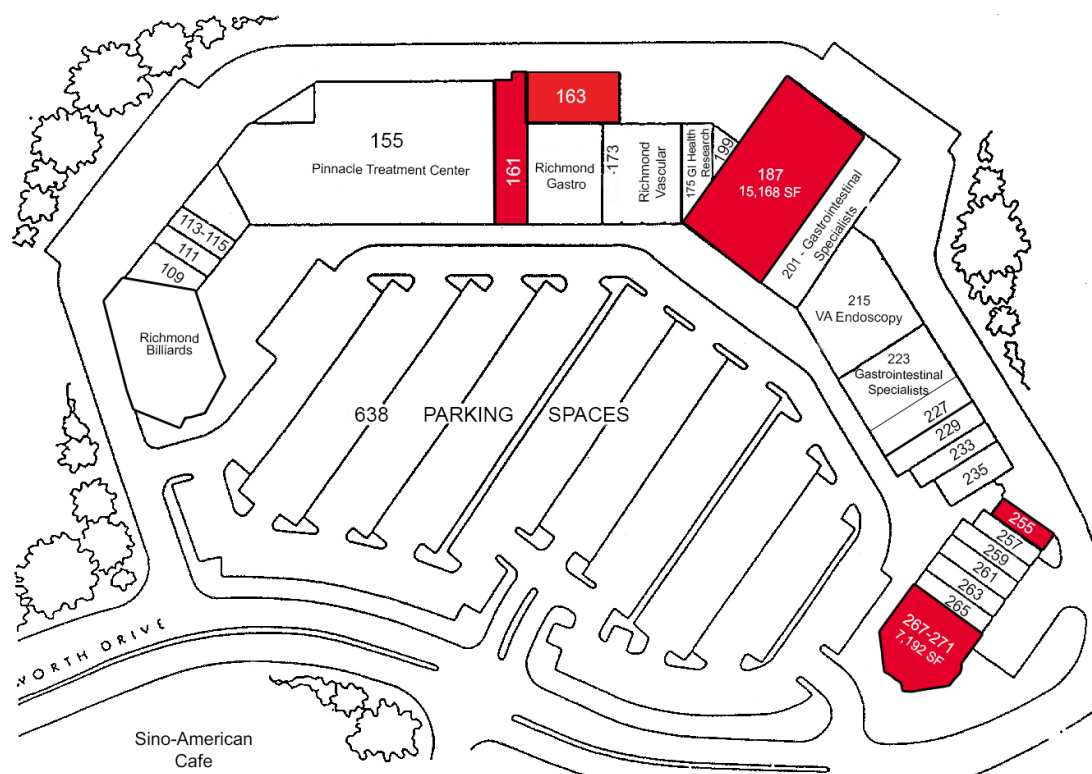 163
155
Pinnacle Treatment Center
161
Richmond
Gastro
173
Richmond
Vascular
175 GI Health
Research
199
187
15,168 SF
201 - Gastrointestinal
Specialists
113-115
111
109
Richmond
Billiards
215
VA Endoscopy
223
Gastrointestinal
Specialists
227
229
233
235
638 PARKING SPACES
255
257
259
261
263
265
267-271
7,192 SF
WORTH DRIVE
Sino-American
Cafe